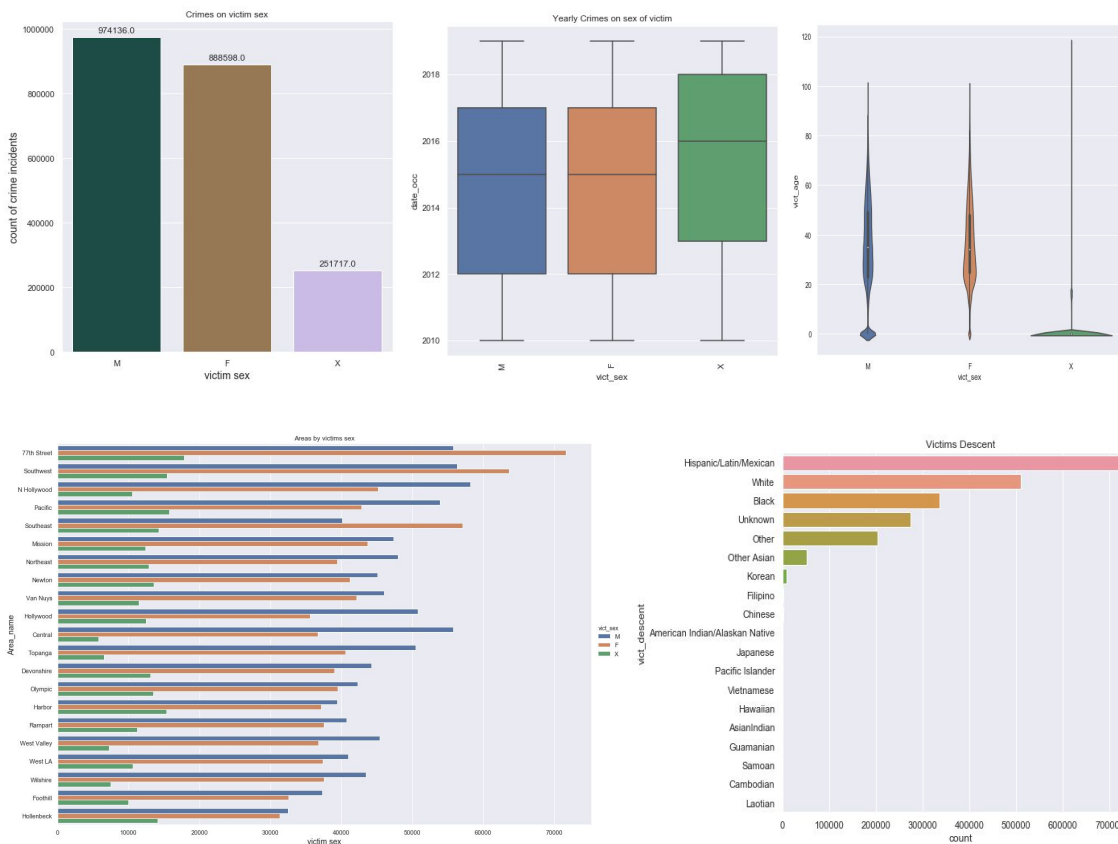 Crimes on victim sex
1000000
800000
600000
400000
200000
0
count of crime incidents
974136.0
888598.0
251717.0
M F X
victim sex
Yearly Crimes on sex of victim
2018
2016
2014
2012
2010
date_occ
M F X
vict_sex
120
100
80
60
40
20
0
vict_age
M F X
vict_sex
Areas by victims sex
Area_name
77th Street
Southwest
N Hollywood
Pacific
Southeast
Mission
Northeast
Newton
Van Nuys
Hollywood
Central
Topanga
Devonshire
Olympic
Harbor
Rampart
West Valley
West LA
Wilshire
Foothill
Hollenbeck
0 10000 20000 30000 40000 50000 60000 70000
victim sex
vict_sex
M
F
X
Victims Descent
vict_descent
Hispanic/Latin/Mexican
White
Black
Unknown
Other
Other Asian
Korean
Filipino
Chinese
American Indian/Alaskan Native
Japanese
Pacific Islander
Vietnamese
Hawaiian
AsianIndian
Guamanian
Samoan
Cambodian
Laotian
0 100000 200000 300000 400000 500000 600000
count